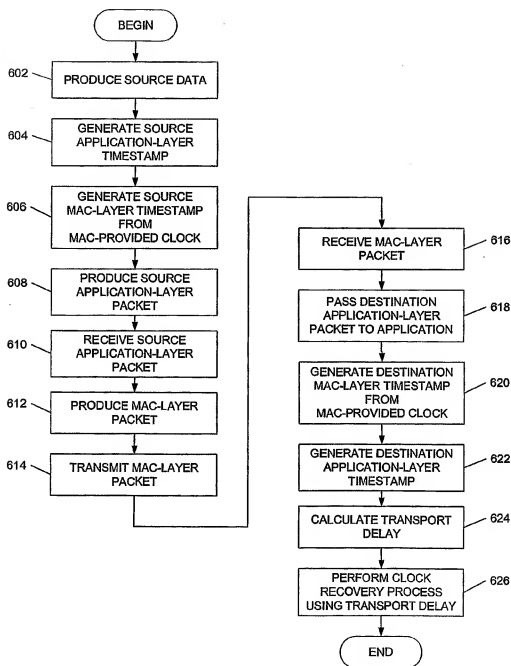 BEGIN
602
PRODUCE SOURCE DATA
604
GENERATE SOURCE
APPLICATION-LAYER
TIMESTAMP
606
GENERATE SOURCE
MAC-LAYER TIMESTAMP
FROM
MAC-PROVIDED CLOCK
608
PRODUCE SOURCE
APPLICATION-LAYER
PACKET
610
RECEIVE SOURCE
APPLICATION-LAYER
PACKET
612
PRODUCE MAC-LAYER
PACKET
614
TRANSMIT MAC-LAYER
PACKET
RECEIVE MAC-LAYER
PACKET
616
PASS DESTINATION
APPLICATION-LAYER
PACKET TO APPLICATION
618
GENERATE DESTINATION
MAC-LAYER TIMESTAMP
FROM
MAC-PROVIDED CLOCK
620
GENERATE DESTINATION
APPLICATION-LAYER
TIMESTAMP
622
CALCULATE TRANSPORT
DELAY
624
PERFORM CLOCK
RECOVERY PROCESS
USING TRANSPORT DELAY
626
END